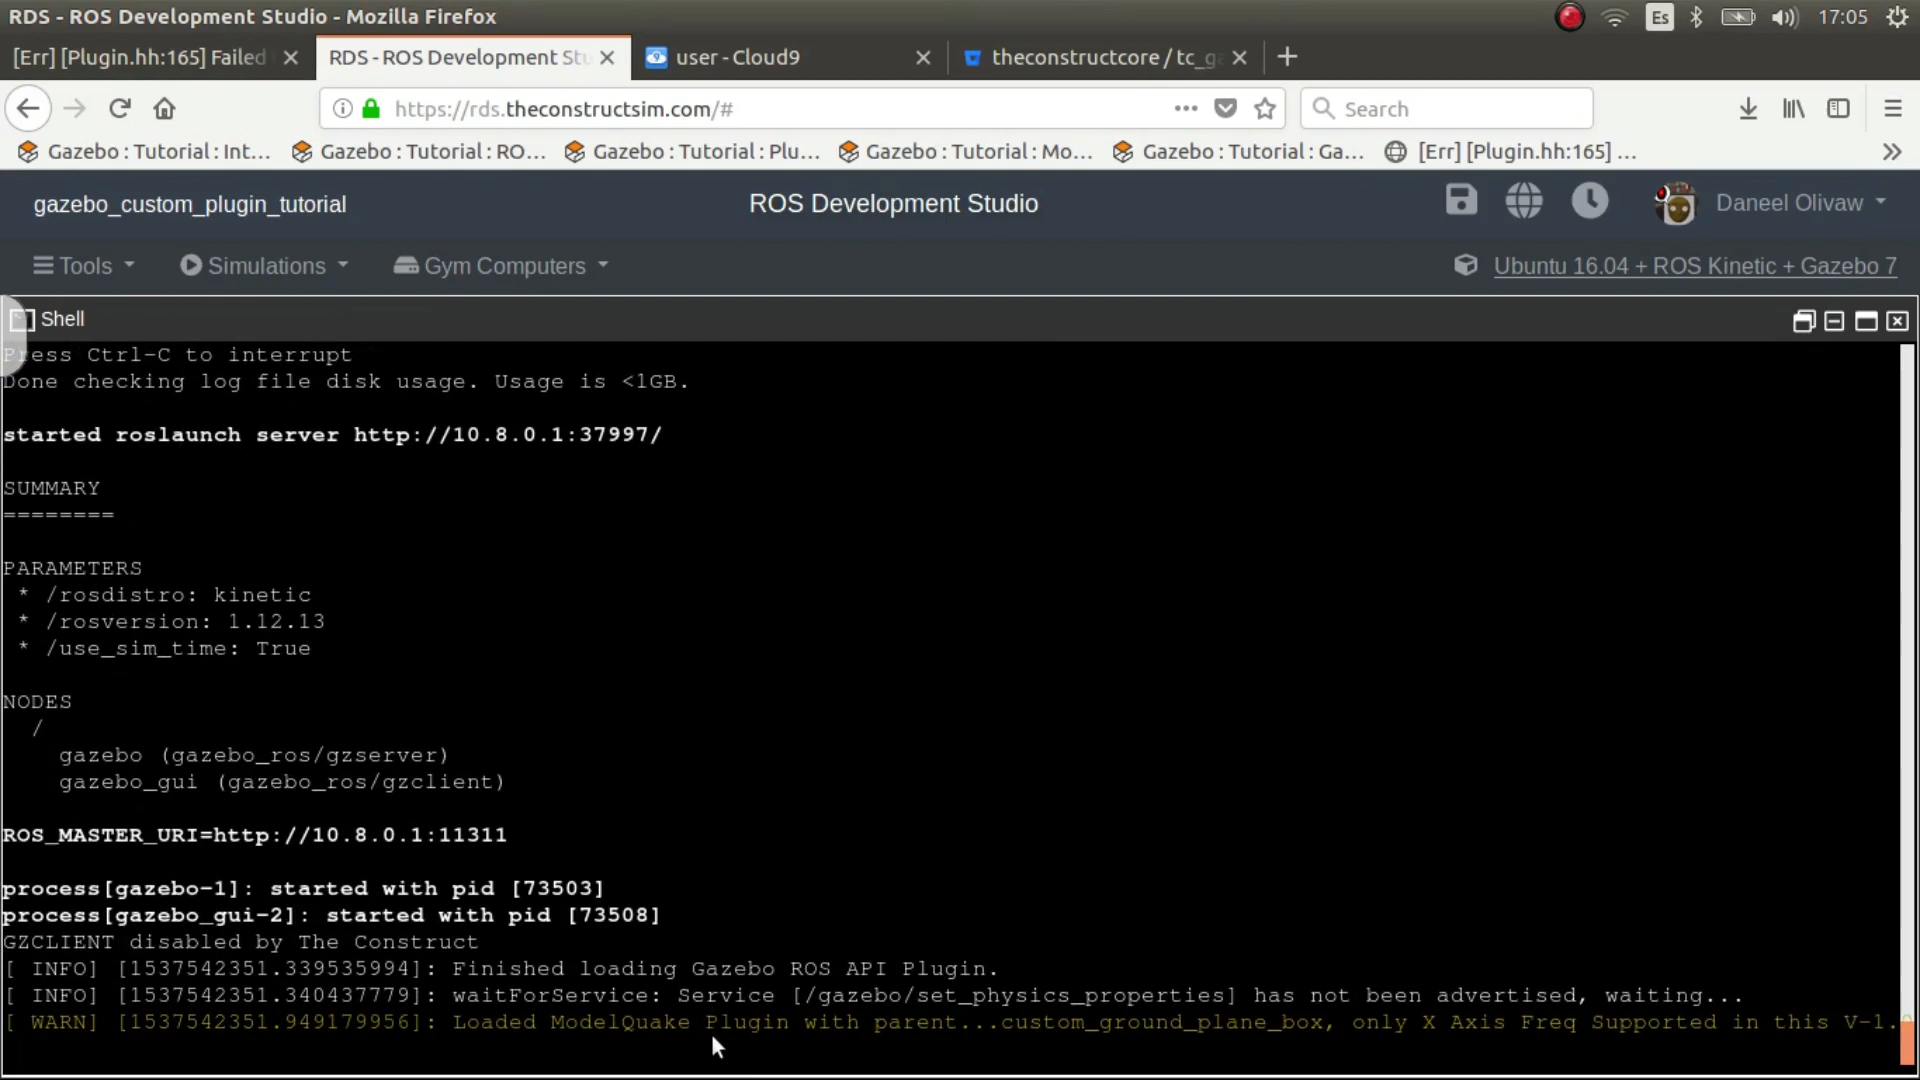 RDS - ROS Development Studio - Mozilla Firefox
Es
17:05
[Err] [Plugin.hh:165] Failed
RDS - ROS Development Stu
user - Cloud9
theconstructcore / tc_ga
https://rds.theconstructsim.com/#
Search
Gazebo : Tutorial : Int...
Gazebo : Tutorial : RO...
Gazebo : Tutorial : Plu...
Gazebo : Tutorial : Mo...
Gazebo : Tutorial : Ga...
[Err] [Plugin.hh:165] ...
gazebo_custom_plugin_tutorial
ROS Development Studio
Daneel Olivaw
Tools
Simulations
Gym Computers
Ubuntu 16.04 + ROS Kinetic + Gazebo 7
Shell
Press Ctrl-C to interrupt
Done checking log file disk usage. Usage is <1GB.
started roslaunch server http://10.8.0.1:37997/
SUMMARY
========
PARAMETERS
* /rosdistro: kinetic
* /rosversion: 1.12.13
* /use_sim_time: True
NODES
/
gazebo (gazebo_ros/gzserver)
gazebo_gui (gazebo_ros/gzclient)
ROS_MASTER_URI=http://10.8.0.1:11311
process[gazebo-1]: started with pid [73503]
process[gazebo_gui-2]: started with pid [73508]
GZCLIENT disabled by The Construct
[ INFO] [1537542351.339535994]: Finished loading Gazebo ROS API Plugin.
[ INFO] [1537542351.340437779]: waitForService: Service [/gazebo/set_physics_properties] has not been advertised, waiting...
[ WARN] [1537542351.949179956]: Loaded ModelQuake Plugin with parent...custom_ground_plane_box, only X Axis Freq Supported in this V-1.0